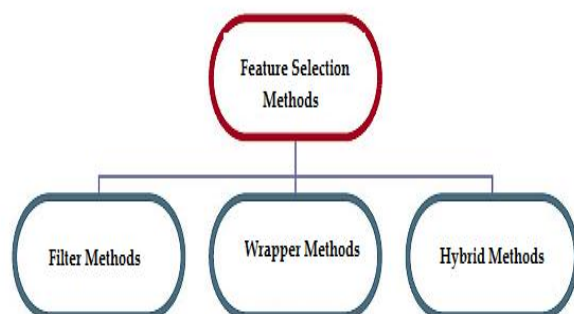 Feature Selection
Methods
Filter Methods
Wrapper Methods
Hybrid Methods